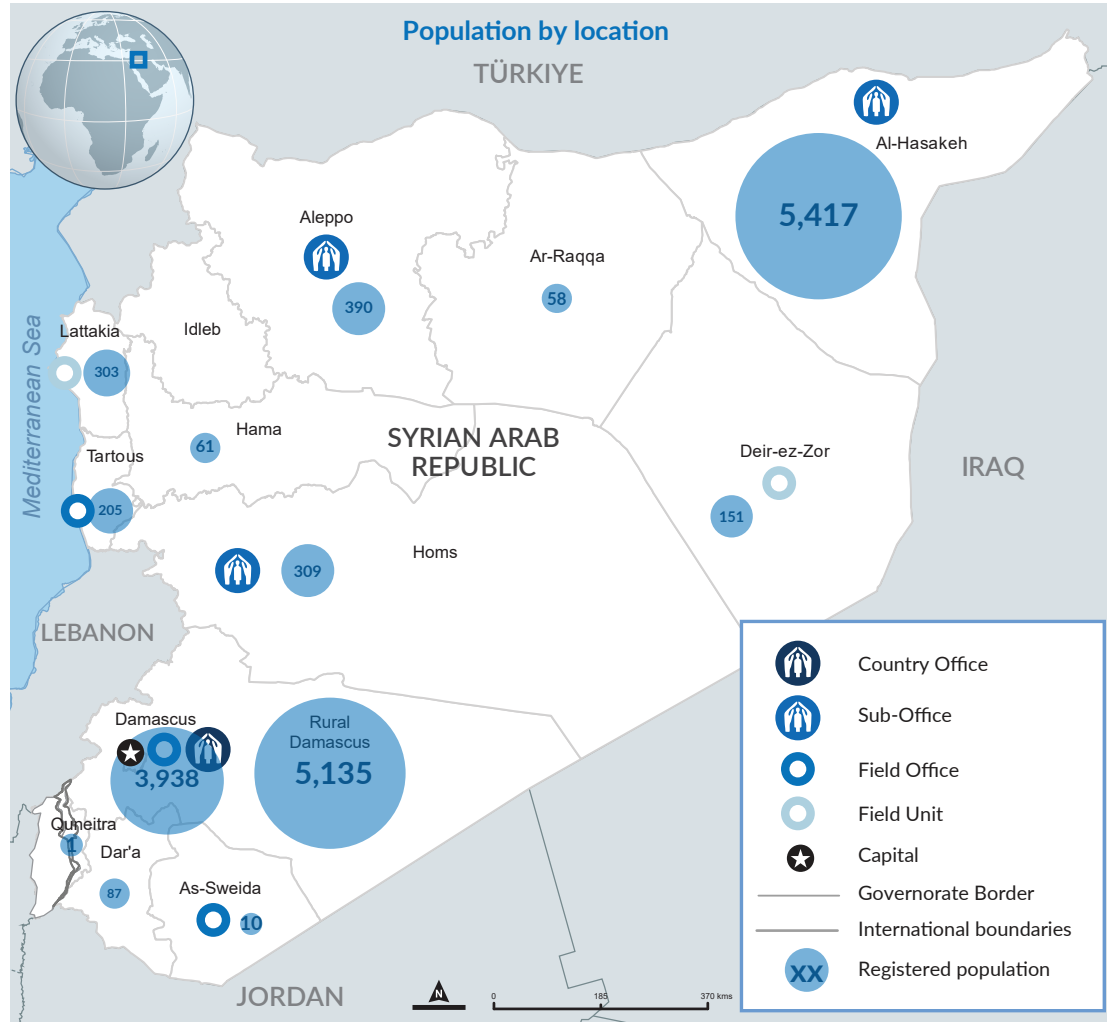 Population by location
TÜRKIYE
Al-Hasakeh
5,417
Aleppo
390
Ar-Raqqa
58
Lattakia
303
Idleb
Mediterranean Sea
Hama
61
SYRIAN ARAB
REPUBLIC
Tartous
205
Deir-ez-Zor
151
IRAQ
Homs
309
LEBANON
Damascus
3,938
Rural
Damascus
5,135
Quneitra
1
Dar'a
87
As-Sweida
10
JORDAN
N
0 185 370 kms
Country Office
Sub-Office
Field Office
Field Unit
Capital
Governorate Border
International boundaries
XX Registered population